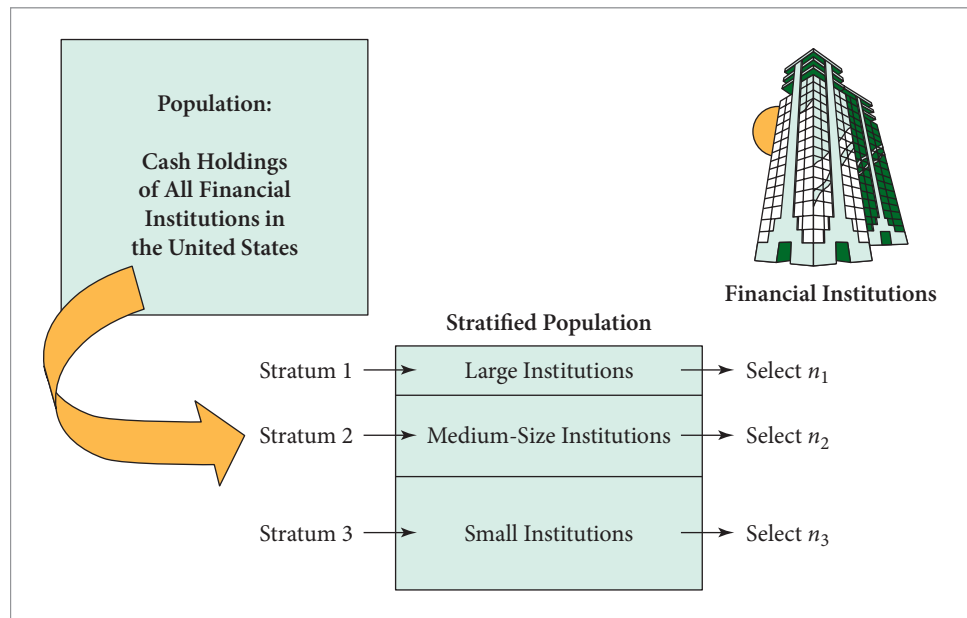 Population:
Cash Holdings
of All Financial
Institutions in
the United States
Financial Institutions
Stratified Population
Stratum 1
Large Institutions
Select n₁
Stratum 2
Medium-Size Institutions
Select n₂
Stratum 3
Small Institutions
Select n₃